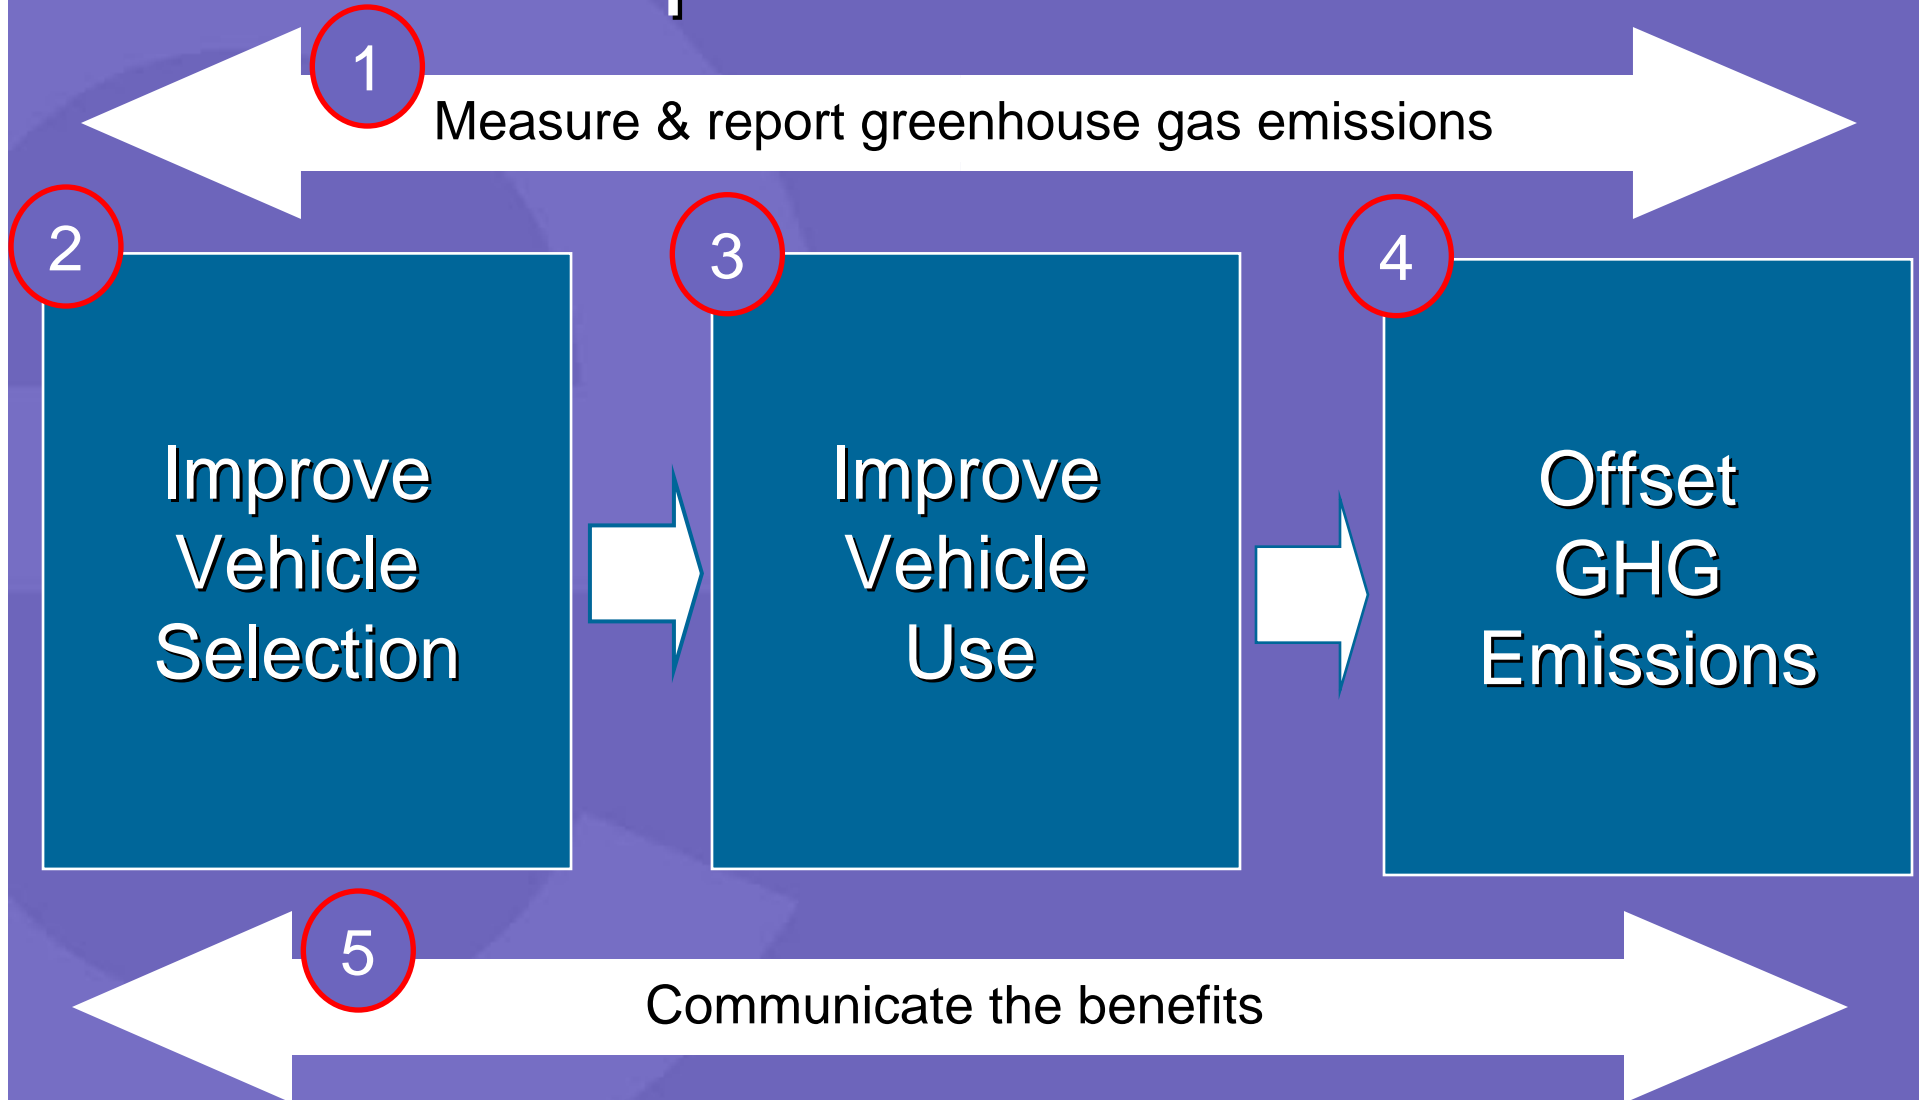 1
Measure & report greenhouse gas emissions
2
3
4
Improve
Vehicle
Selection
Improve
Vehicle
Use
Offset
GHG
Emissions
5
Communicate the benefits